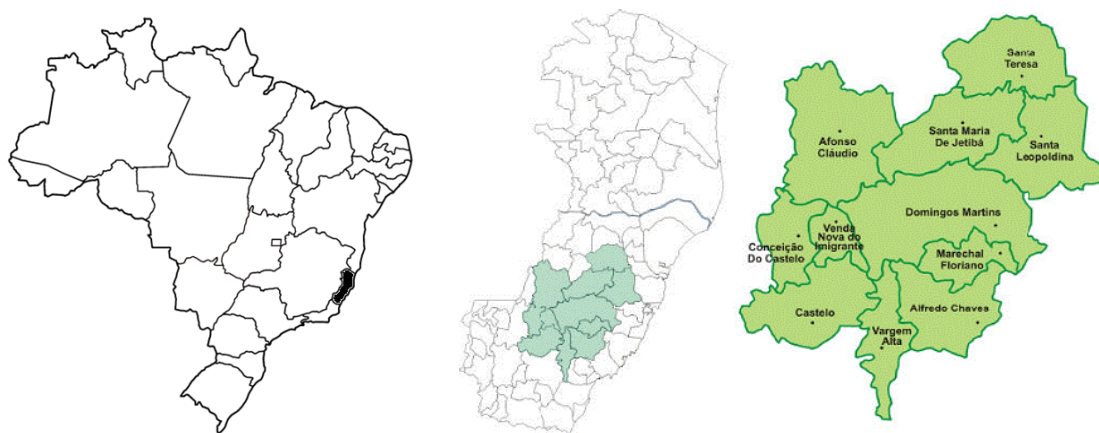 Santa
Teresa
Afonso
Cláudio
Santa Maria
De Jetibá
Santa
Leopoldina
Domingos Martins
Venda
Nova do
Imigrante
Conceição
Do Castelo
Marechal
Floriano
Castelo
Vargem
Alta
Alfredo Chaves